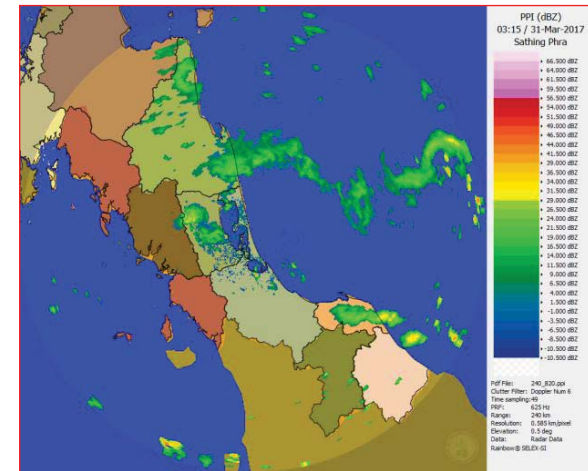 PPI (dBZ)
03:15 / 31-Mar-2017
Sathing Phra
66.500 dBZ
64.000 dBZ
61.500 dBZ
59.500 dBZ
56.500 dBZ
54.000 dBZ
51.500 dBZ
49.000 dBZ
46.500 dBZ
44.000 dBZ
41.500 dBZ
39.000 dBZ
36.500 dBZ
34.000 dBZ
31.500 dBZ
29.000 dBZ
26.500 dBZ
24.000 dBZ
21.500 dBZ
19.000 dBZ
16.500 dBZ
14.000 dBZ
11.500 dBZ
9.000 dBZ
6.500 dBZ
4.000 dBZ
1.500 dBZ
-1.000 dBZ
-3.500 dBZ
-6.000 dBZ
-8.500 dBZ
-10.500 dBZ
Pdf File: 240_820.ppi
Clutter Filter: Doppler Num 6
Time sampling: 49
PRF: 625 Hz
Range: 240 km
Resolution: 0.585 km/pixel
Elevation: 0.5 deg
Data: Radar Data
Rainbow® SELEX-SI